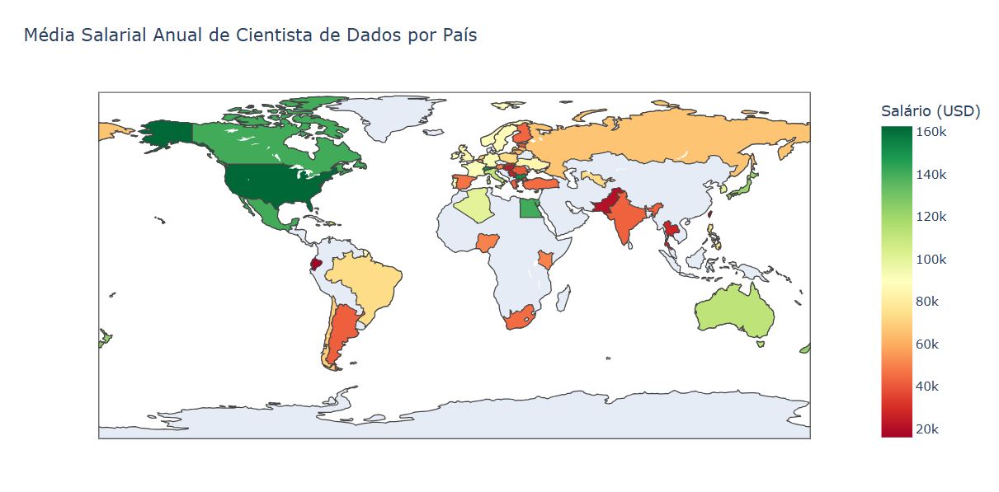 Média Salarial Anual de Cientista de Dados por País
Salário (USD)
160k
140k
120k
100k
80k
60k
40k
20k